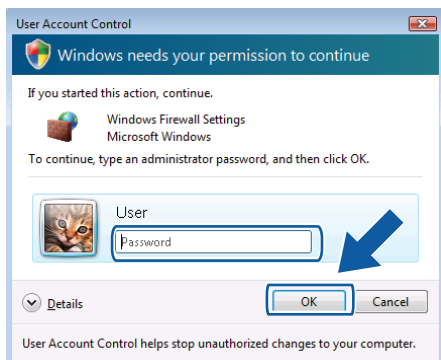 User Account Control
Windows needs your permission to continue
If you started this action, continue.
Windows Firewall Settings
Microsoft Windows
To continue, type an administrator password, and then click OK.
User
Password
Details
OK
Cancel
User Account Control helps stop unauthorized changes to your computer.